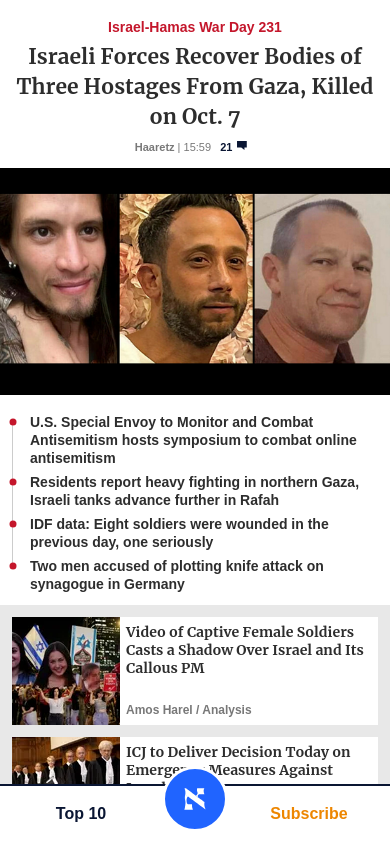 Israel-Hamas War Day 231
Israeli Forces Recover Bodies of
Three Hostages From Gaza, Killed
on Oct. 7
Haaretz | 15:59 21
U.S. Special Envoy to Monitor and Combat
Antisemitism hosts symposium to combat online
antisemitism
Residents report heavy fighting in northern Gaza,
Israeli tanks advance further in Rafah
IDF data: Eight soldiers were wounded in the
previous day, one seriously
Two men accused of plotting knife attack on
synagogue in Germany
Video of Captive Female Soldiers
Casts a Shadow Over Israel and Its
Callous PM
Amos Harel / Analysis
ICJ to Deliver Decision Today on
Emergency Measures Against
Top 10
Subscribe